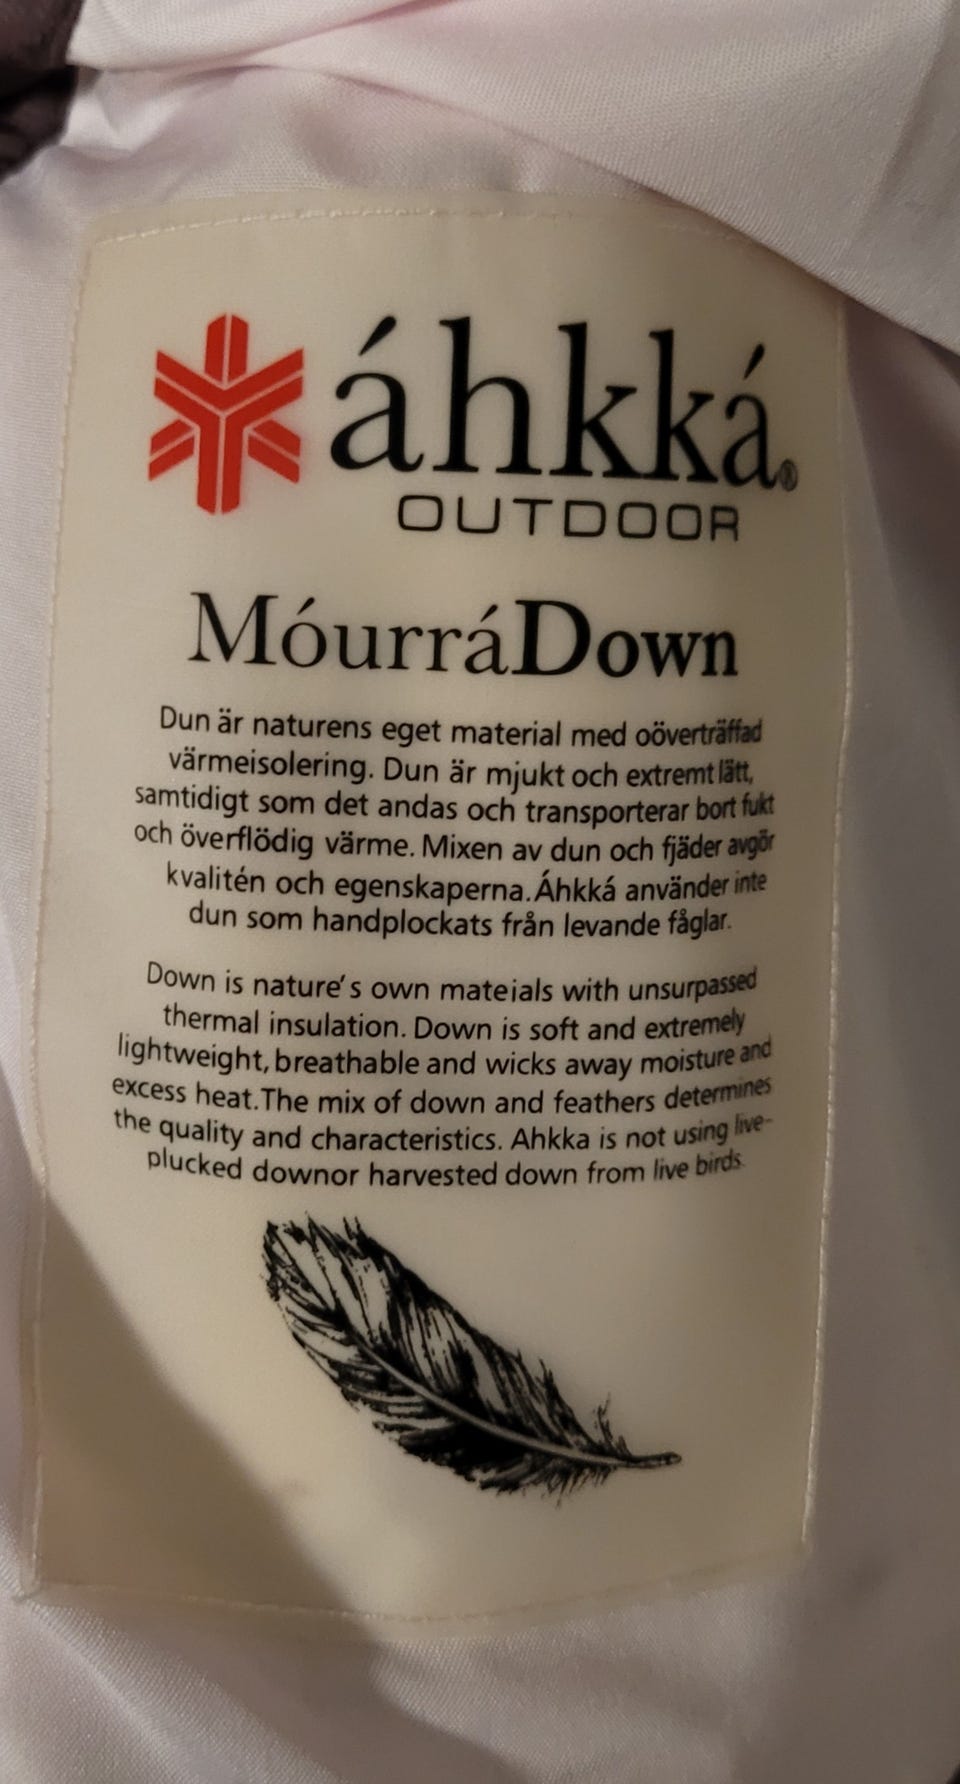 áhkká®
OUTDOOR
MóurráDown
Dun är naturens eget material med oöverträffad
värmeisolering. Dun är mjukt och extremt lätt,
samtidigt som det andas och transporterar bort fukt
och överflödig värme. Mixen av dun och fjäder avgör
kvalitén och egenskaperna.Áhkká använder inte
dun som handplockats från levande fåglar.
Down is nature's own mateials with unsurpassed
thermal insulation. Down is soft and extremely
lightweight, breathable and wicks away moisture and
excess heat.The mix of down and feathers determines
the quality and characteristics. Ahkka is not using live-
plucked downor harvested down from live birds.